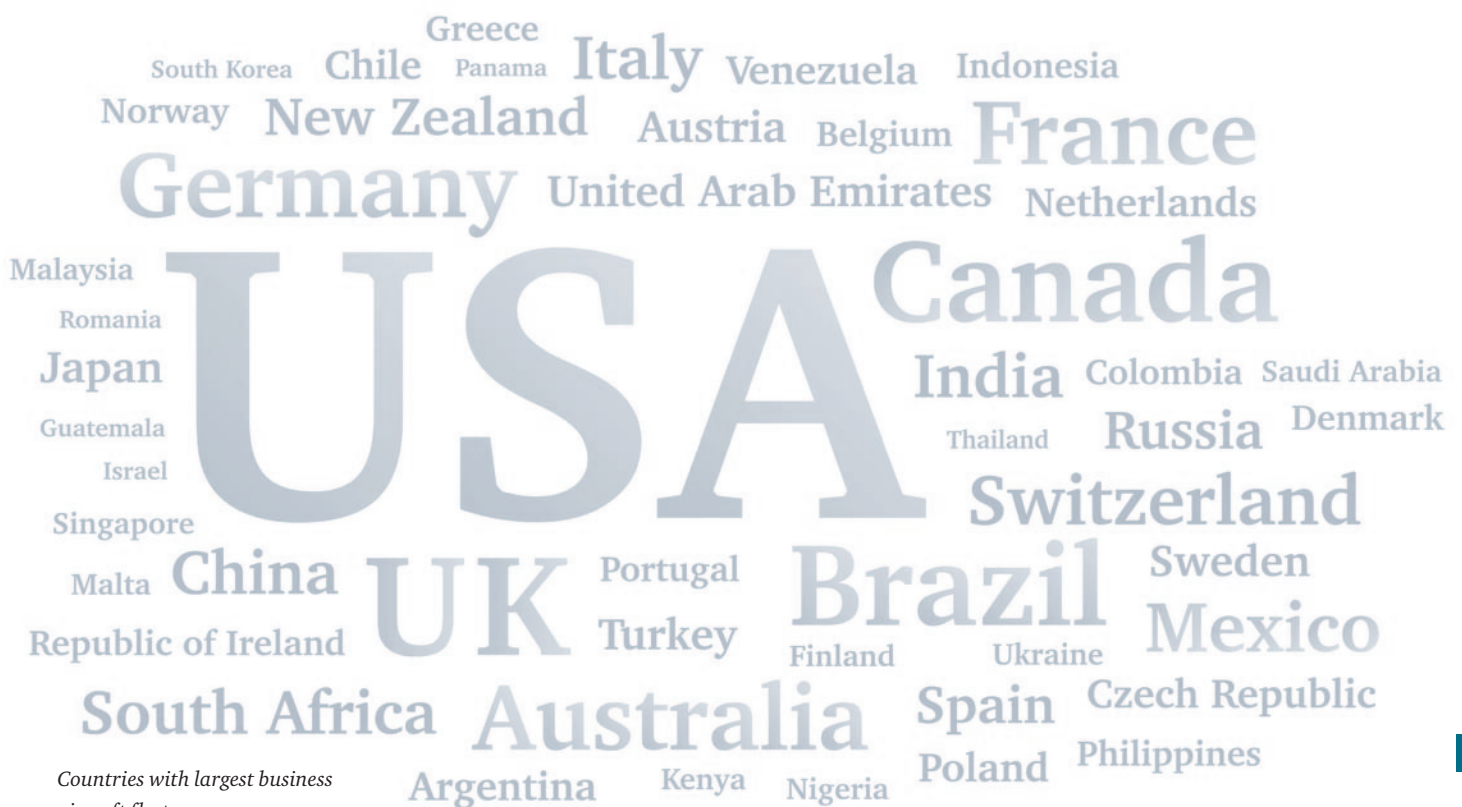 Greece
South Korea Chile Panama Italy Venezuela Indonesia
Norway New Zealand Austria Belgium France
Germany United Arab Emirates Netherlands
Malaysia USA Canada
Romania
Japan India Colombia Saudi Arabia
Guatemala Thailand Russia Denmark
Israel
Singapore Switzerland
Malta China UK Portugal Brazil Sweden
Republic of Ireland Turkey Finland Ukraine Mexico
South Africa Australia Spain Czech Republic
Argentina Kenya Nigeria Poland Philippines
Countries with largest business